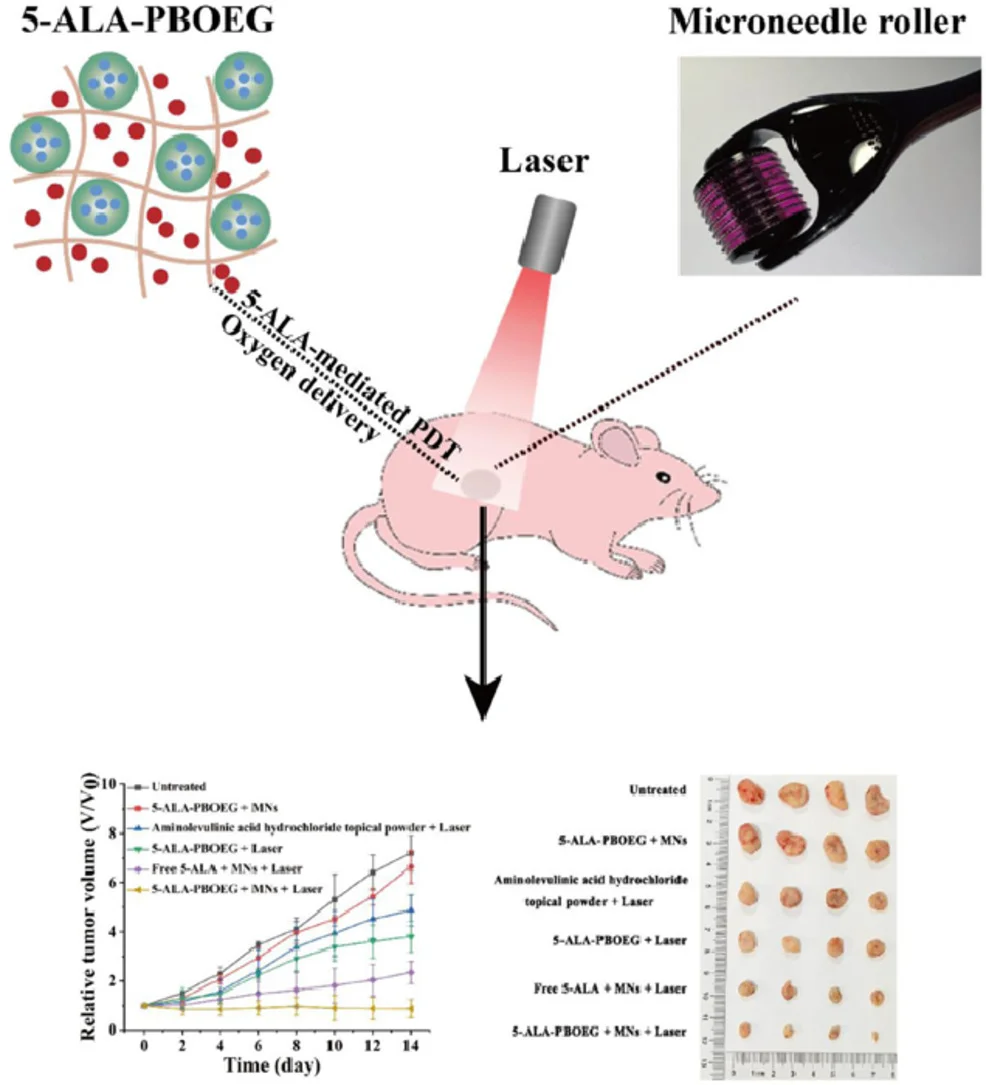 5-ALA-PBOEG
Microneedle roller
Laser
5-ALA-mediated PDT
Oxygen delivery
Relative tumor volume (V/V0)
10
8
6
4
2
0
Untreated
5-ALA-PBOEG + MNs
Aminolevulinic acid hydrochloride topical powder + Laser
5-ALA-PBOEG + Laser
Free 5-ALA + MNs + Laser
5-ALA-PBOEG + MNs + Laser
0 2 4 6 8 10 12 14
Time (day)
Untreated
5-ALA-PBOEG + MNs
Aminolevulinic acid hydrochloride
topical powder + Laser
5-ALA-PBOEG + Laser
Free 5-ALA + MNs + Laser
5-ALA-PBOEG + MNs + Laser